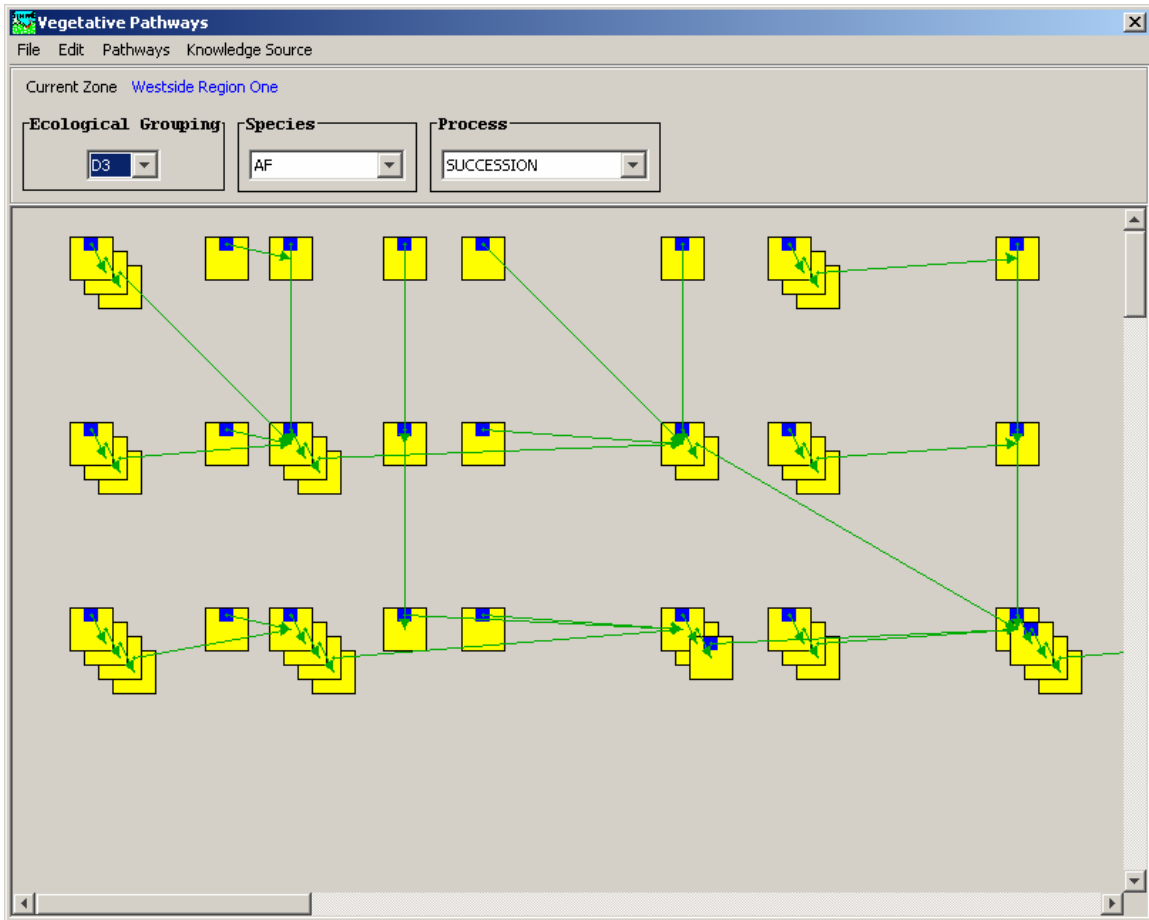 Vegetative Pathways
File Edit Pathways Knowledge Source
Current Zone Westside Region One
Ecological Grouping Species Process
D3 AF SUCCESSION